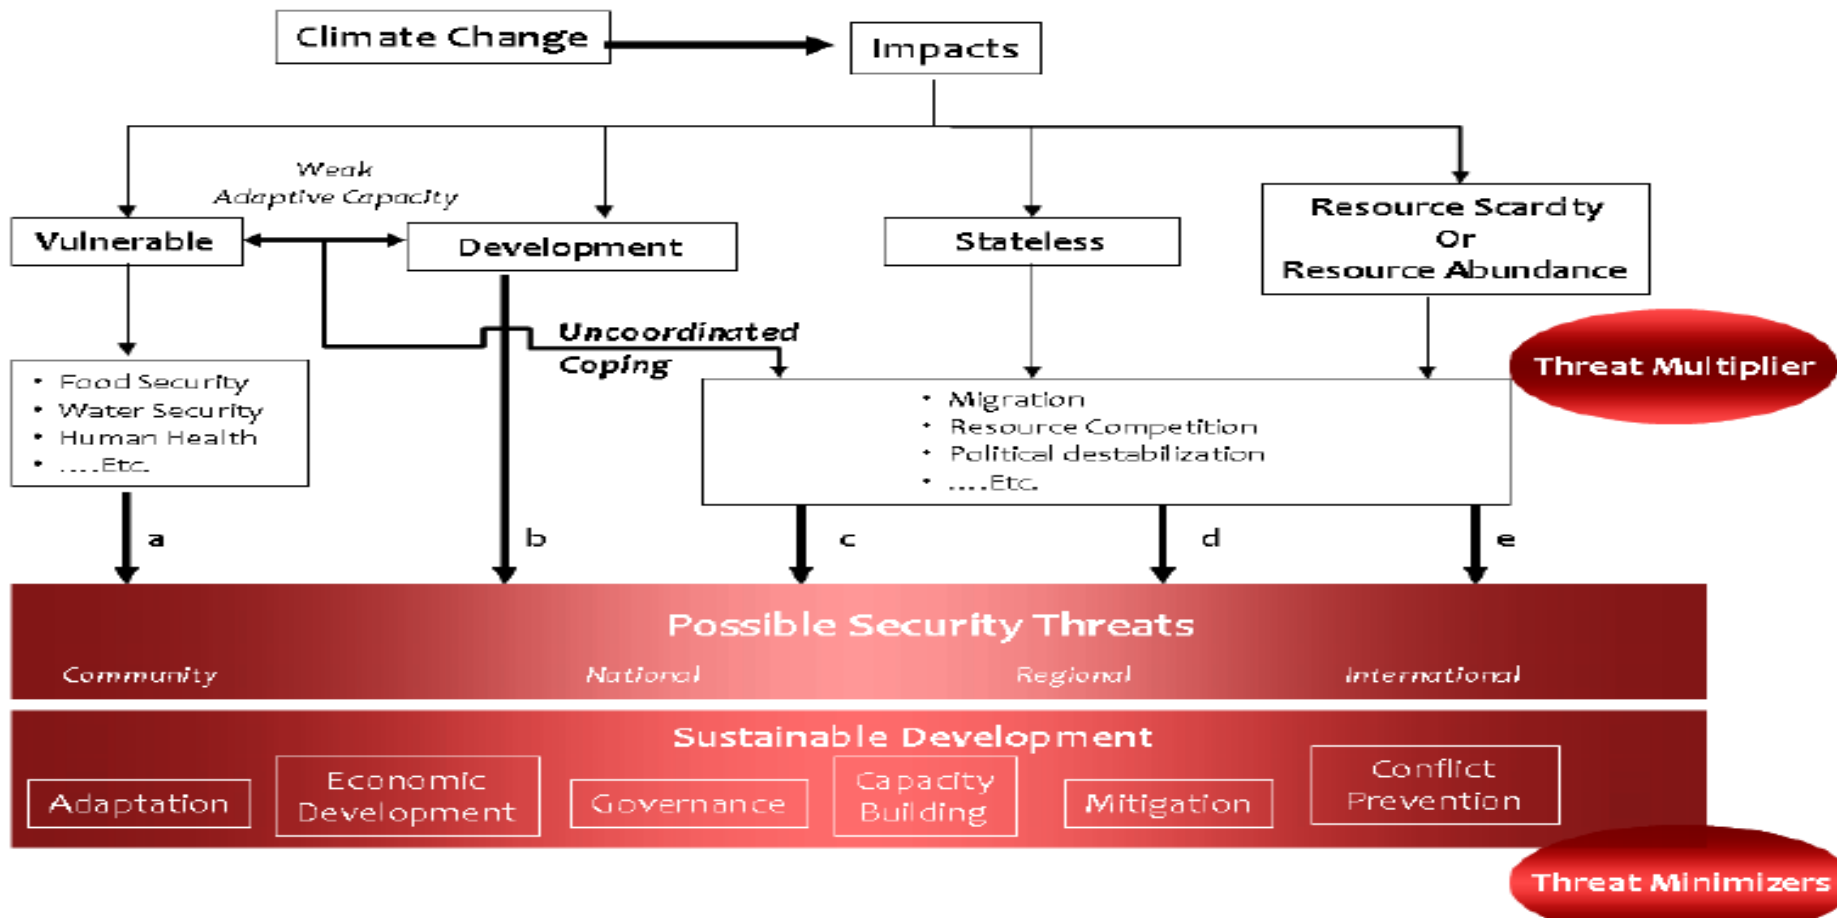 Climate Change
Impacts
Weak
Adaptive Capacity
Vulnerable
Development
Stateless
Resource Scarcity
Or
Resource Abundance
Uncoordinated
Coping
Threat Multiplier
• Food Security
• Water Security
• Human Health
• ....Etc.
• Migration
• Resource Competition
• Political destabilization
• ....Etc.
a
b
c
d
e
Possible Security Threats
Community
National
Regional
International
Sustainable Development
Adaptation
Economic
Development
Governance
Capacity
Building
Mitigation
Conflict
Prevention
Threat Minimizers